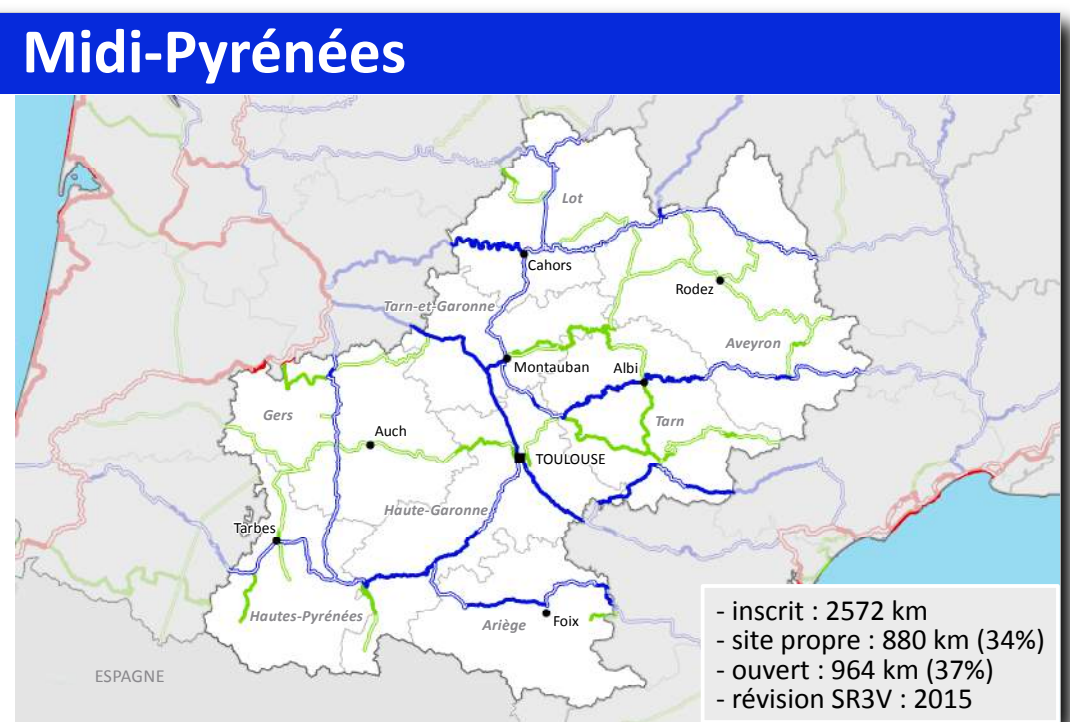 Midi-Pyrénées
Lot
Cahors
Rodez
Tarn-et-Garonne
Aveyron
Montauban
Albi
Gers
Tarn
Auch
TOULOUSE
Haute-Garonne
Tarbes
Hautes-Pyrénées
Ariège
Foix
ESPAGNE
- inscrit : 2572 km
- site propre : 880 km (34%)
- ouvert : 964 km (37%)
- révision SR3V : 2015